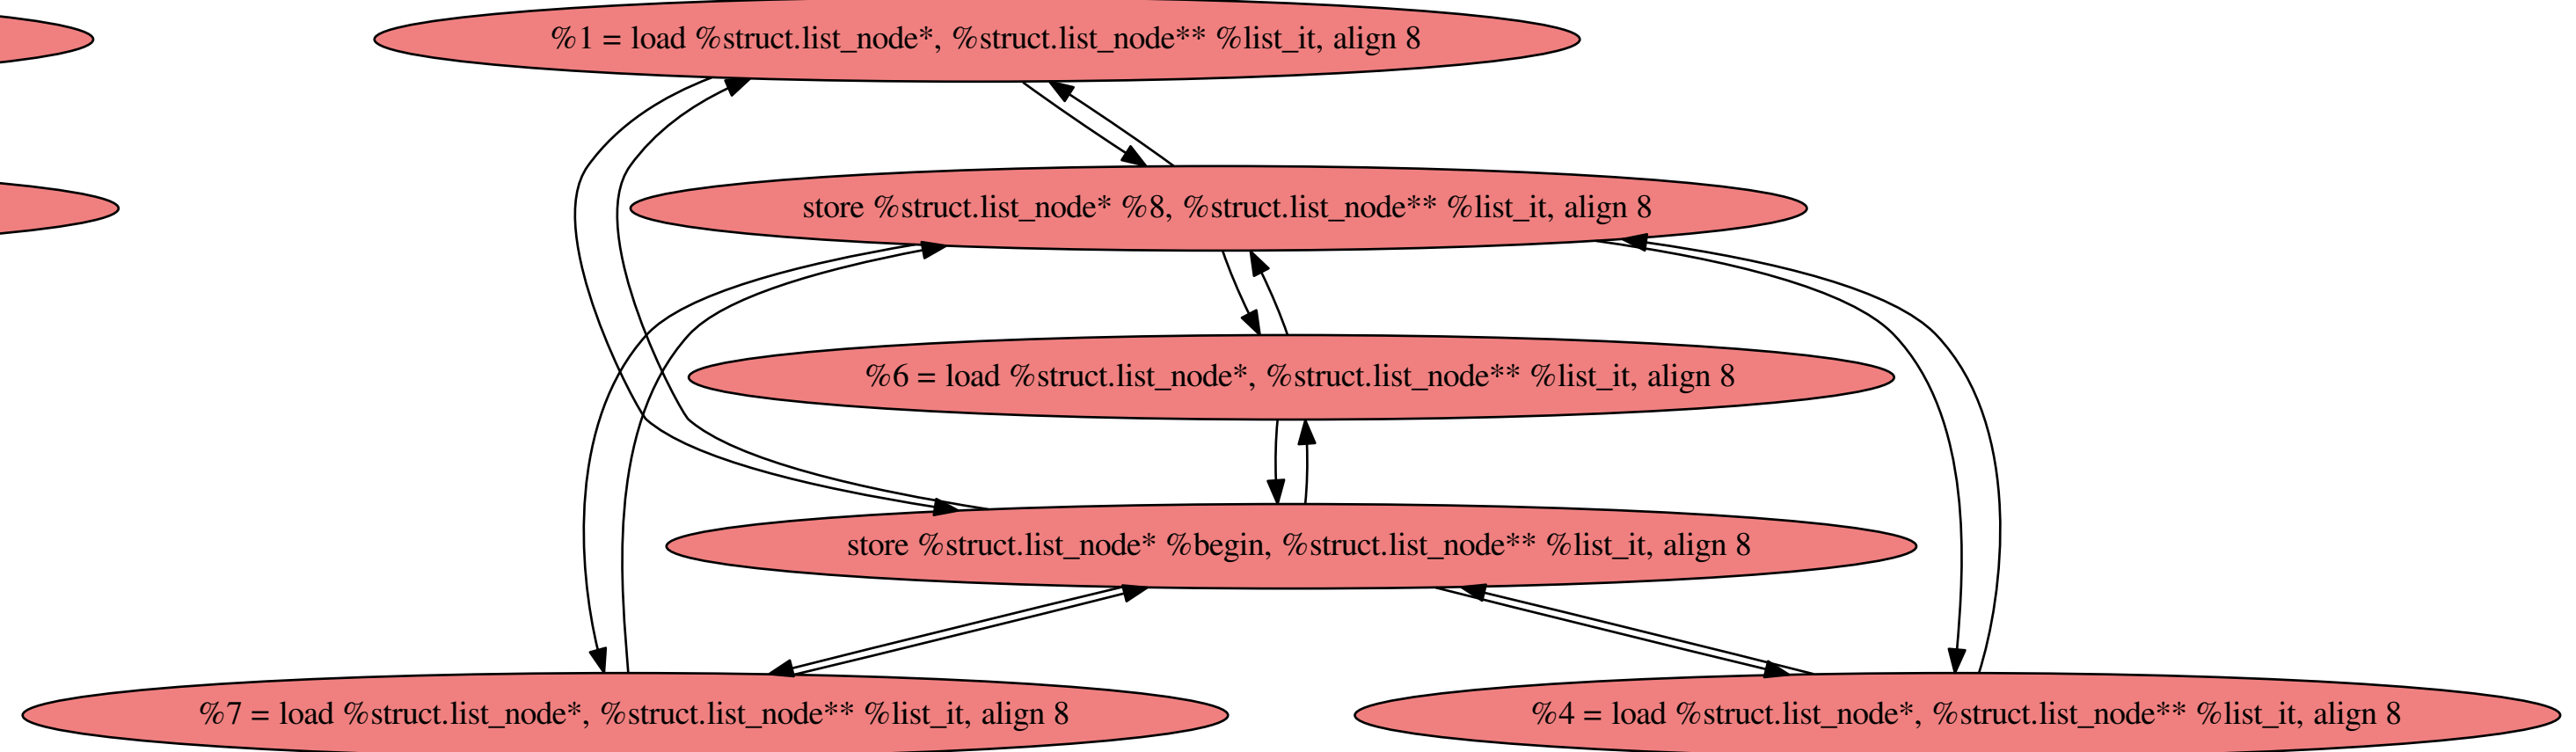 %1 = load %struct.list_node*, %struct.list_node** %list_it, align 8
store %struct.list_node* %8, %struct.list_node** %list_it, align 8
%6 = load %struct.list_node*, %struct.list_node** %list_it, align 8
store %struct.list_node* %begin, %struct.list_node** %list_it, align 8
%7 = load %struct.list_node*, %struct.list_node** %list_it, align 8
%4 = load %struct.list_node*, %struct.list_node** %list_it, align 8